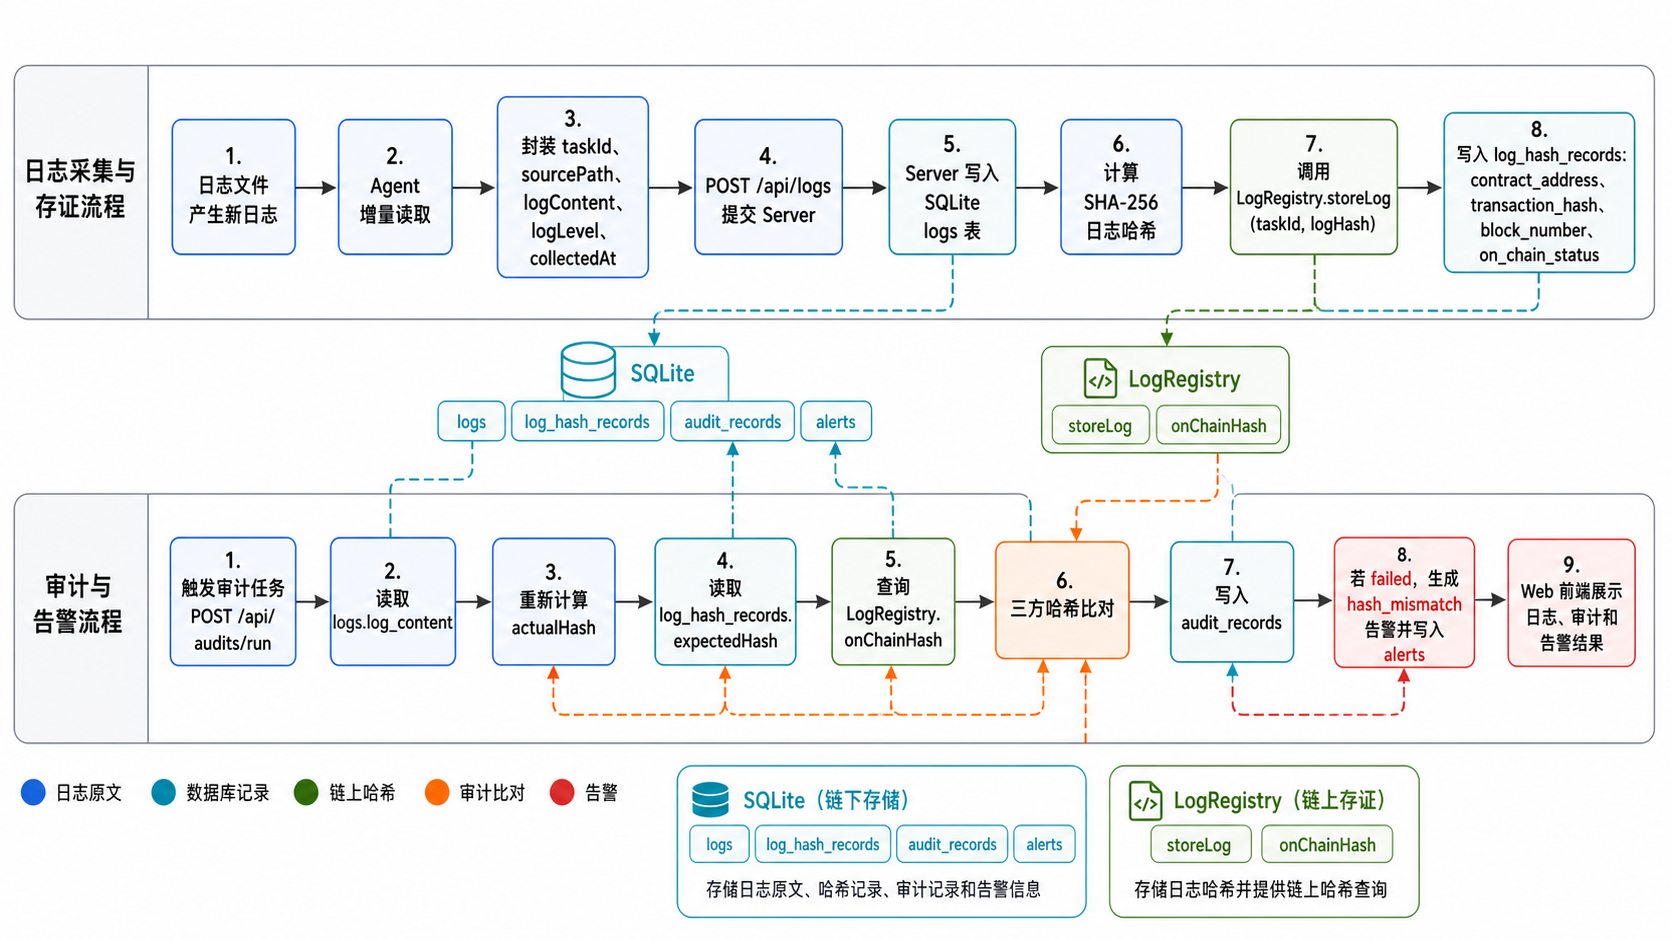 日志采集与
存证流程
1.
日志文件
产生新日志
2.
Agent
增量读取
3.
封装 taskId、
sourcePath、
logContent、
logLevel、
collectedAt
4.
POST /api/logs
提交 Server
5.
Server 写入
SQLite
logs 表
6.
计算
SHA-256
日志哈希
7.
调用
LogRegistry.storeLog
(taskId, logHash)
8.
写入 log_hash_records:
contract_address、
transaction_hash、
block_number、
on_chain_status
SQLite
logs
log_hash_records
audit_records
alerts
LogRegistry
storeLog
onChainHash
审计与
告警流程
1.
触发审计任务
POST /api/
audits/run
2.
读取
logs.log_content
3.
重新计算
actualHash
4.
读取
log_hash_records.
expectedHash
5.
查询
LogRegistry.
onChainHash
6.
三方哈希比对
7.
写入
audit_records
8.
若 failed，生成
hash_mismatch
告警并写入
alerts
9.
Web 前端展示
日志、审计和
告警结果
日志原文
数据库记录
链上哈希
审计比对
告警
SQLite（链下存储）
logs
log_hash_records
audit_records
alerts
存储日志原文、哈希记录、审计记录和告警信息
LogRegistry（链上存证）
storeLog
onChainHash
存储日志哈希并提供链上哈希查询